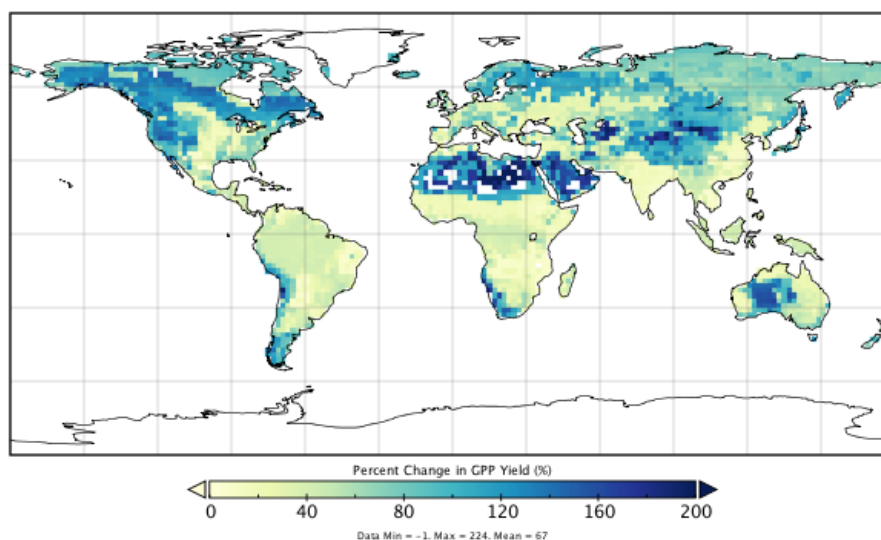 Percent Change in GPP Yield (%)
0 40 80 120 160 200
Data Min = -1, Max = 224, Mean = 67